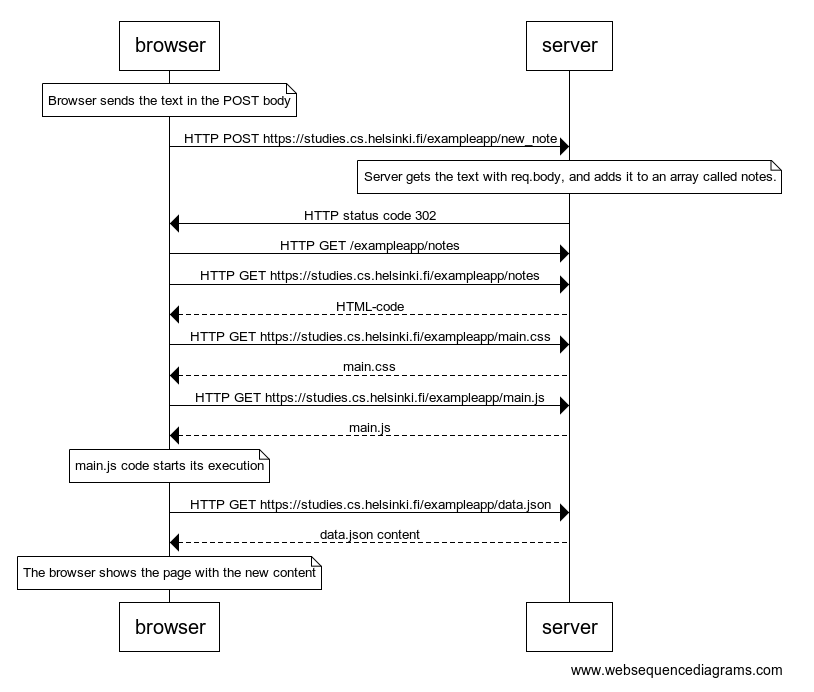 browser server
Browser sends the text in the POST body
HTTP POST https://studies.cs.helsinki.fi/exampleapp/new_note
Server gets the text with req.body, and adds it to an array called notes.
HTTP status code 302
HTTP GET /exampleapp/notes
HTTP GET https://studies.cs.helsinki.fi/exampleapp/notes
HTML-code
HTTP GET https://studies.cs.helsinki.fi/exampleapp/main.css
main.css
HTTP GET https://studies.cs.helsinki.fi/exampleapp/main.js
main.js
main.js code starts its execution
HTTP GET https://studies.cs.helsinki.fi/exampleapp/data.json
data.json content
The browser shows the page with the new content
browser server
www.websequencediagrams.com